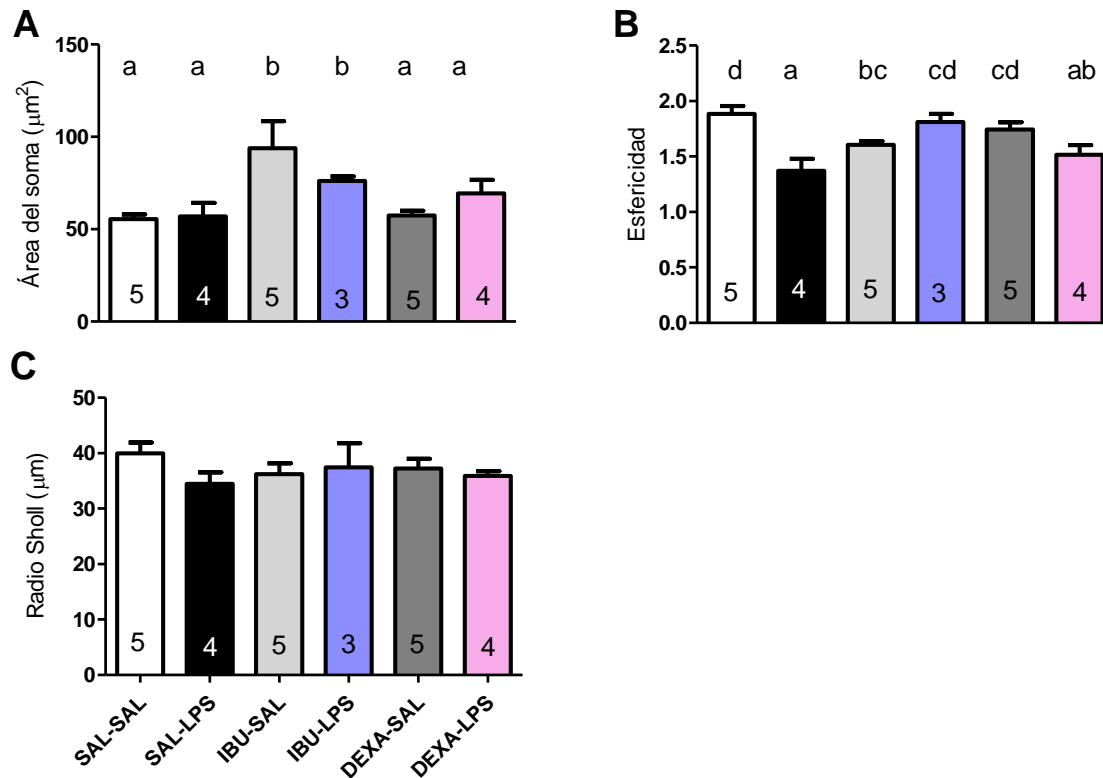 A
Área del soma (µm²)
150
100
50
0
a a b b a a
5 4 5 3 5 4
B
Esfericidad
2.5
2.0
1.5
1.0
0.5
0.0
d a bc cd cd ab
5 4 5 3 5 4
C
Radio Sholl (µm)
50
40
30
20
10
0
5 4 5 3 5 4
SAL-SAL
SAL-LPS
IBU-SAL
IBU-LPS
DEXA-SAL
DEXA-LPS